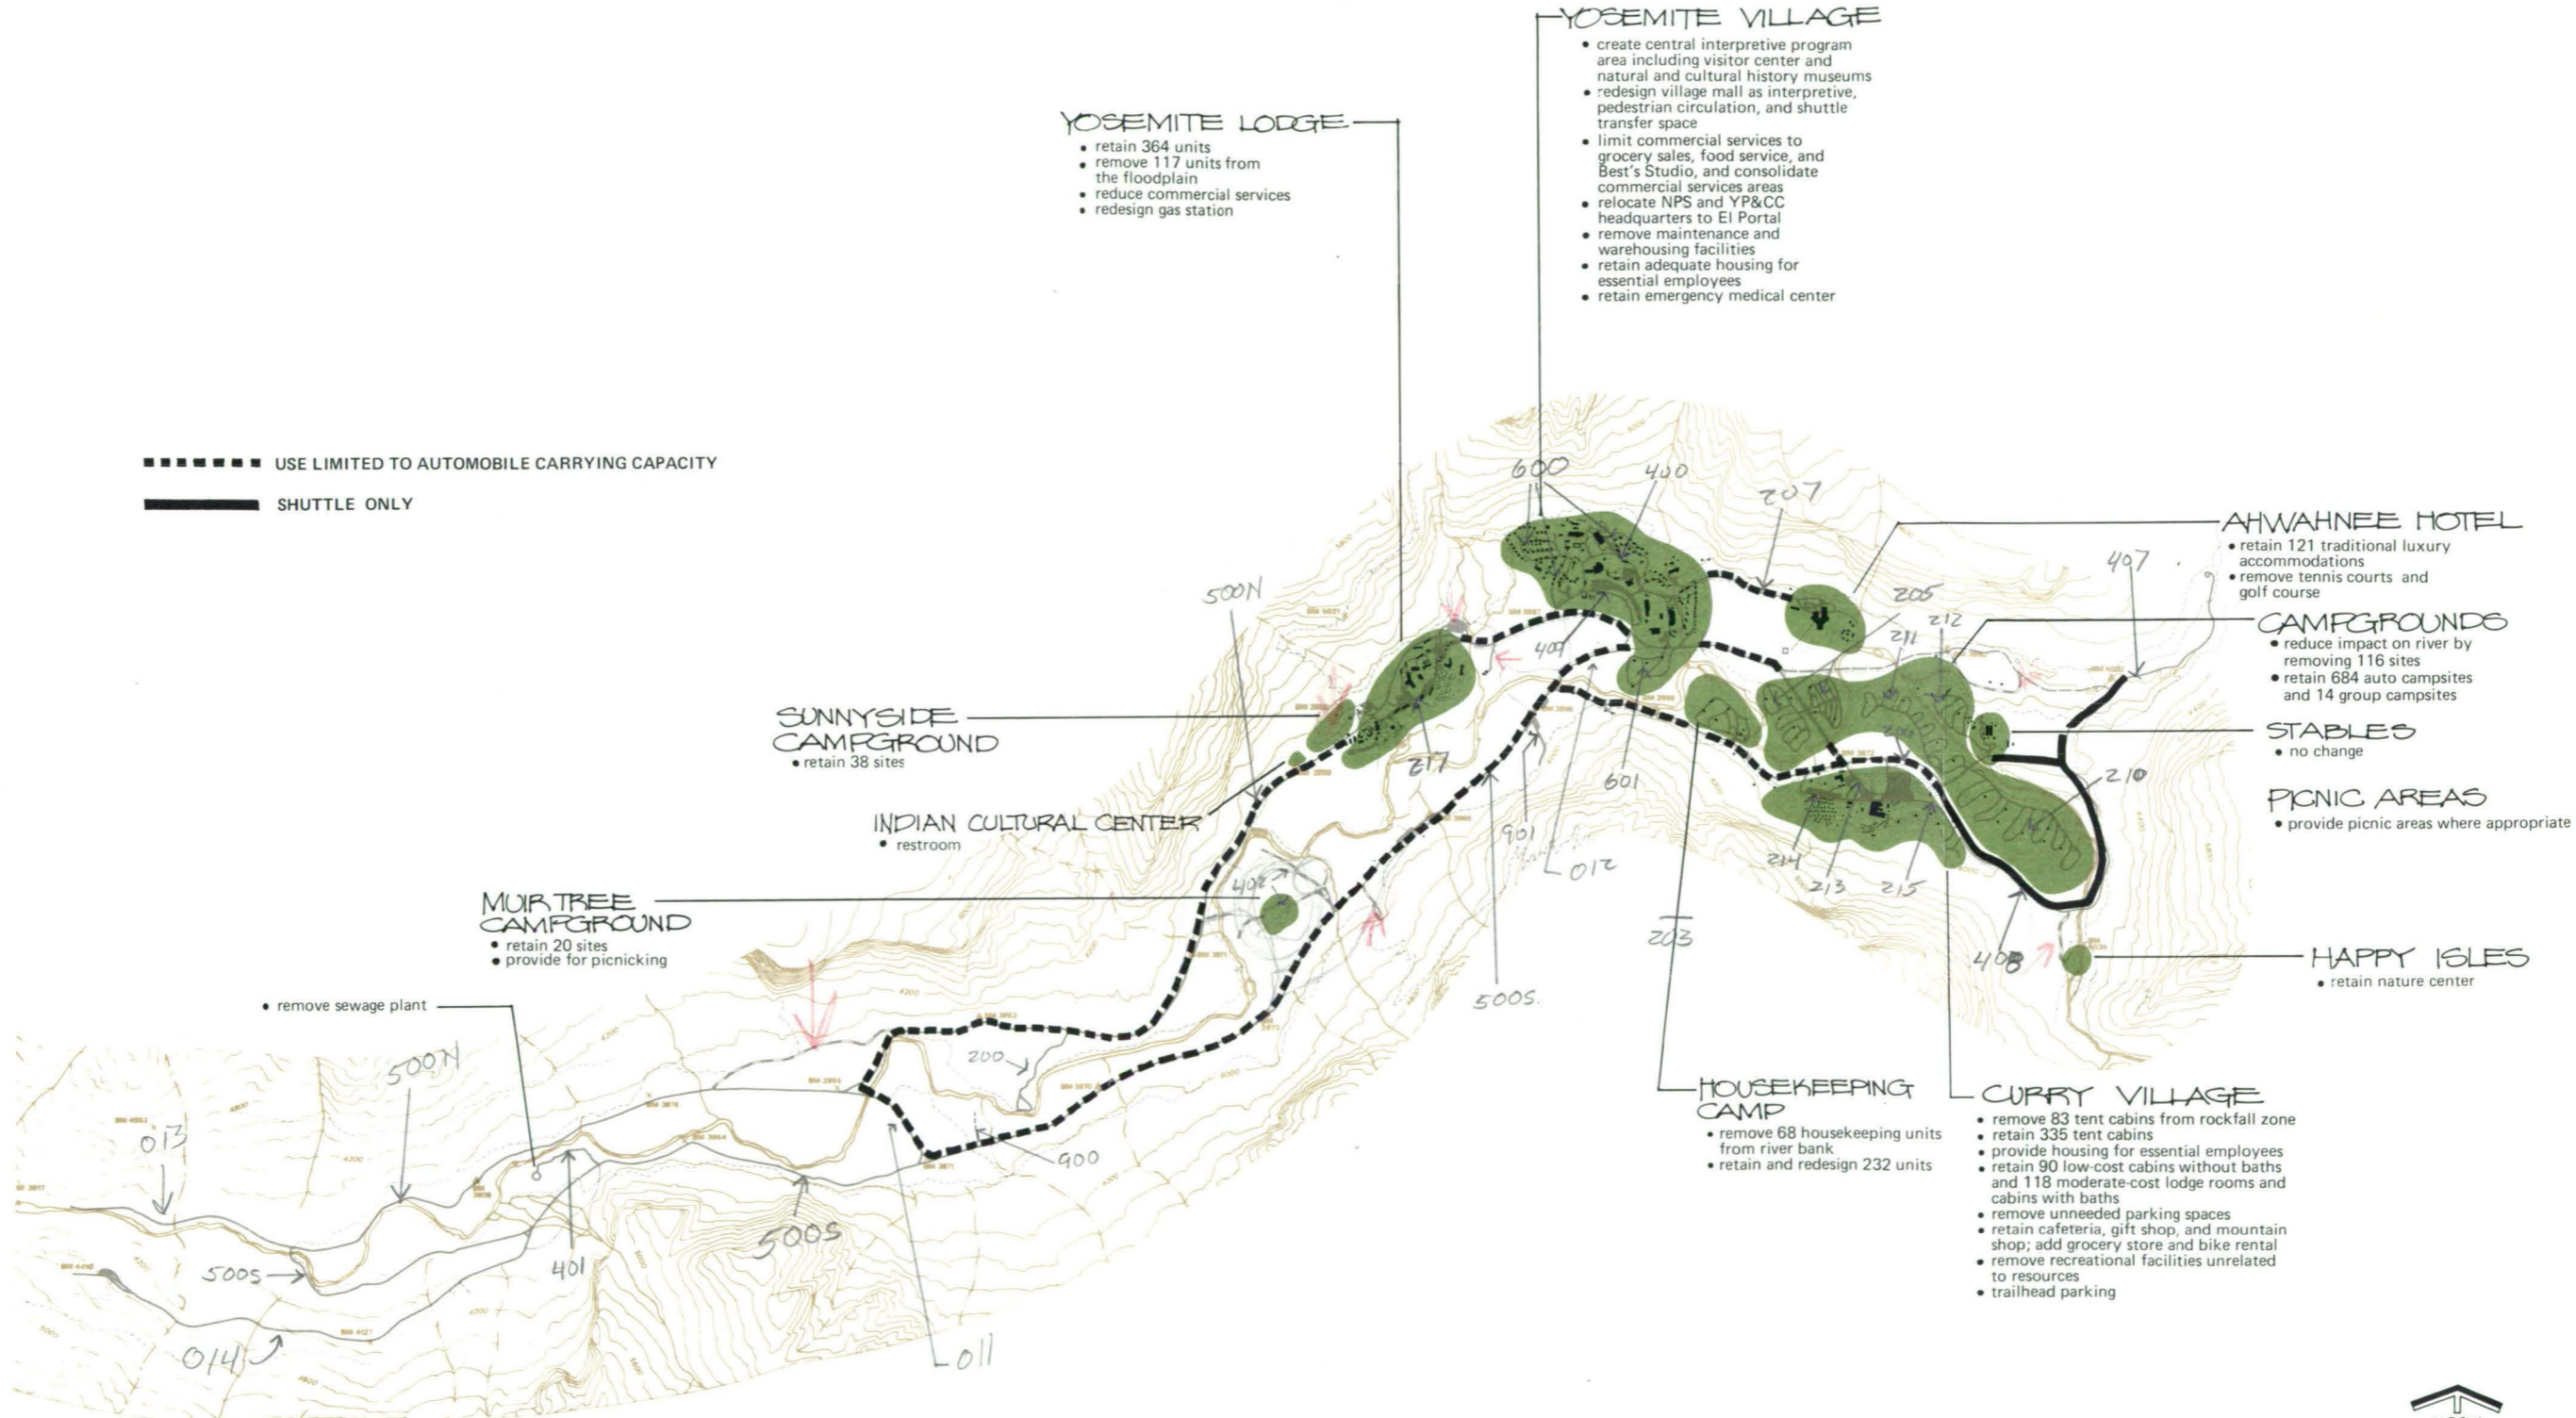 YOSEMITE VILLAGE
• create central interpretive program
area including visitor center and
natural and cultural history museums
• redesign village mall as interpretive,
pedestrian circulation, and shuttle
transfer space
• limit commercial services to
grocery sales, food service, and
Best's Studio, and consolidate
commercial services areas
• relocate NPS and YP&CC
headquarters to El Portal
• remove maintenance and
warehousing facilities
• retain adequate housing for
essential employees
• retain emergency medical center
YOSEMITE LODGE
• retain 364 units
• remove 117 units from
the floodplain
• reduce commercial services
• redesign gas station
USE LIMITED TO AUTOMOBILE CARRYING CAPACITY
SHUTTLE ONLY
600
400
207
AHWAHNEE HOTEL
• retain 121 traditional luxury
accommodations
• remove tennis courts and
golf course
407
500N
205
211
212
409
CAMPGROUNDS
• reduce impact on river by
removing 116 sites
• retain 684 auto campsites
and 14 group campsites
SUNNYSIDE
CAMPGROUND
• retain 38 sites
STABLES
• no change
217
601
210
PICNIC AREAS
• provide picnic areas where appropriate
INDIAN CULTURAL CENTER
• restroom
901
012
214
213
215
402
MUIR TREE
CAMPGROUND
• retain 20 sites
• provide for picnicking
203
408
HAPPY ISLES
• retain nature center
500S.
• remove sewage plant
200
500N
013
900
HOUSEKEEPING
CAMP
• remove 68 housekeeping units
from river bank
• retain and redesign 232 units
CURRY VILLAGE
• remove 83 tent cabins from rockfall zone
• retain 335 tent cabins
• provide housing for essential employees
• retain 90 low-cost cabins without baths
and 118 moderate-cost lodge rooms and
cabins with baths
• remove unneeded parking spaces
• retain cafeteria, gift shop, and mountain
shop; add grocery store and bike rental
• remove recreational facilities unrelated
to resources
• trailhead parking
500S
500S
401
014
011